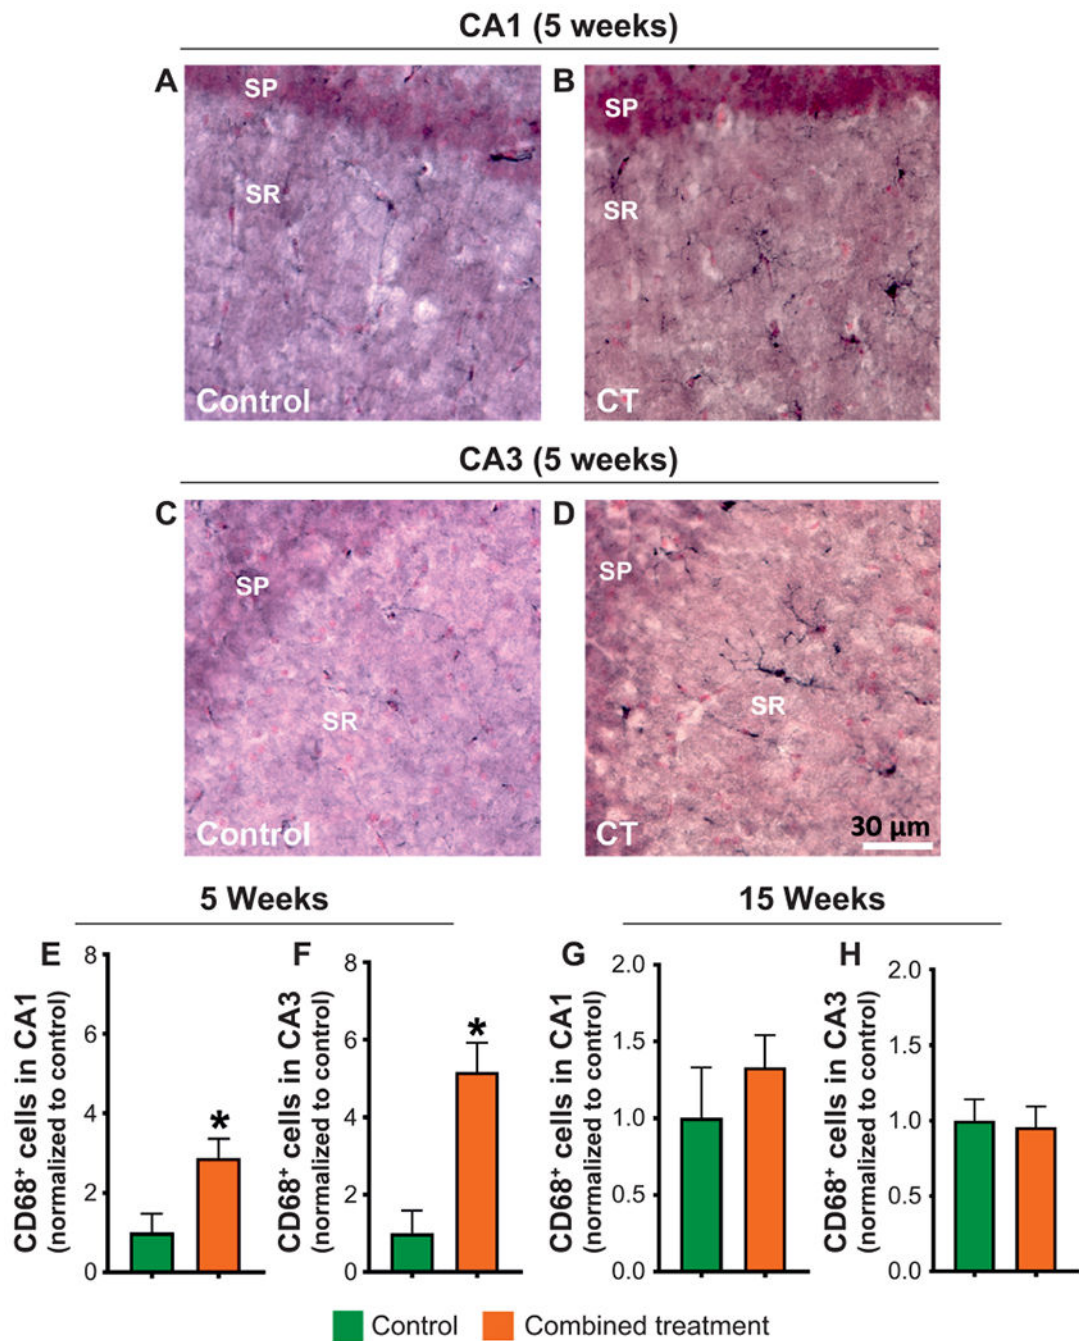 CA1 (5 weeks)
A
SP
SR
Control
B
SP
SR
CT
CA3 (5 weeks)
C
SP
SR
Control
D
SP
SR
30 µm
CT
5 Weeks
15 Weeks
E
CD68⁺ cells in CA1
(normalized to control)
8
6
4
2
0
*
F
CD68⁺ cells in CA3
(normalized to control)
8
6
4
2
0
*
G
CD68⁺ cells in CA1
(normalized to control)
2.0
1.5
1.0
0.5
0.0
H
CD68⁺ cells in CA3
(normalized to control)
2.0
1.5
1.0
0.5
0.0
Control
Combined treatment